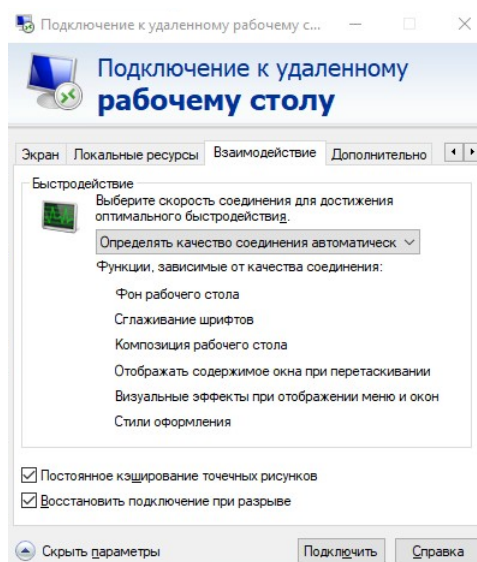 Подключение к удаленному рабочему с...
Подключение к удаленному
рабочему столу
Экран Локальные ресурсы Взаимодействие Дополнительно
Быстродействие
Выберите скорость соединения для достижения
оптимального быстродействия.
Определять качество соединения автоматическ
Функции, зависимые от качества соединения:
Фон рабочего стола
Сглаживание шрифтов
Композиция рабочего стола
Отображать содержимое окна при перетаскивании
Визуальные эффекты при отображении меню и окон
Стили оформления
Постоянное кэширование точечных рисунков
Восстановить подключение при разрыве
Скрыть параметры Подключить Справка